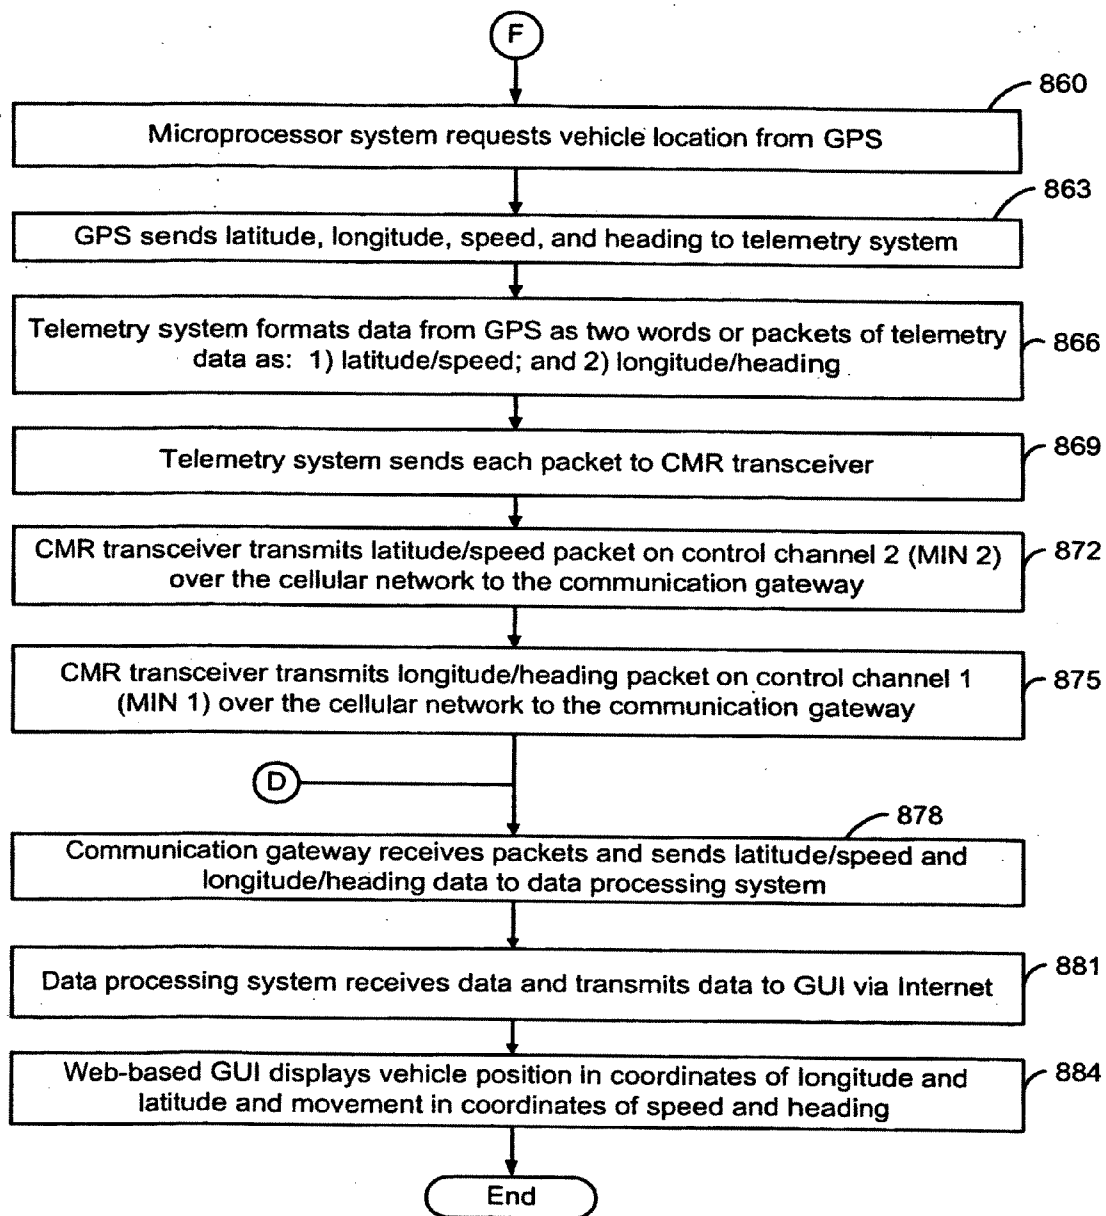 F
860
Microprocessor system requests vehicle location from GPS
863
GPS sends latitude, longitude, speed, and heading to telemetry system
Telemetry system formats data from GPS as two words or packets of telemetry
data as: 1) latitude/speed; and 2) longitude/heading
866
Telemetry system sends each packet to CMR transceiver
869
CMR transceiver transmits latitude/speed packet on control channel 2 (MIN 2)
over the cellular network to the communication gateway
872
CMR transceiver transmits longitude/heading packet on control channel 1
(MIN 1) over the cellular network to the communication gateway
875
D
878
Communication gateway receives packets and sends latitude/speed and
longitude/heading data to data processing system
Data processing system receives data and transmits data to GUI via Internet
881
Web-based GUI displays vehicle position in coordinates of longitude and
latitude and movement in coordinates of speed and heading
884
End